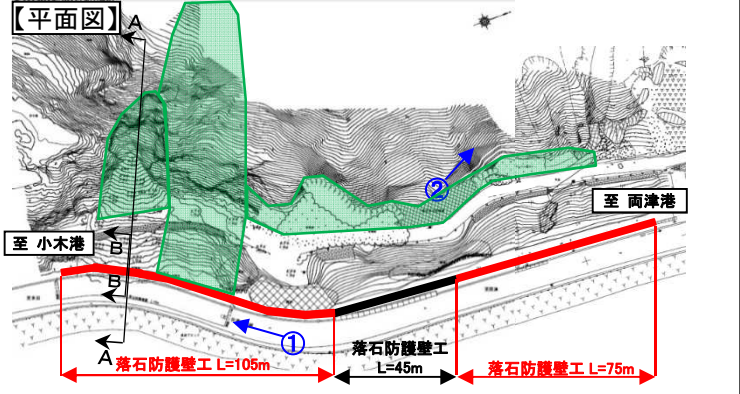 【平面図】
A
②
至 両津港
至 小木港
B
B
①
A
落石防護壁工 L=105m
落石防護壁工
L=45m
落石防護壁工 L=75m